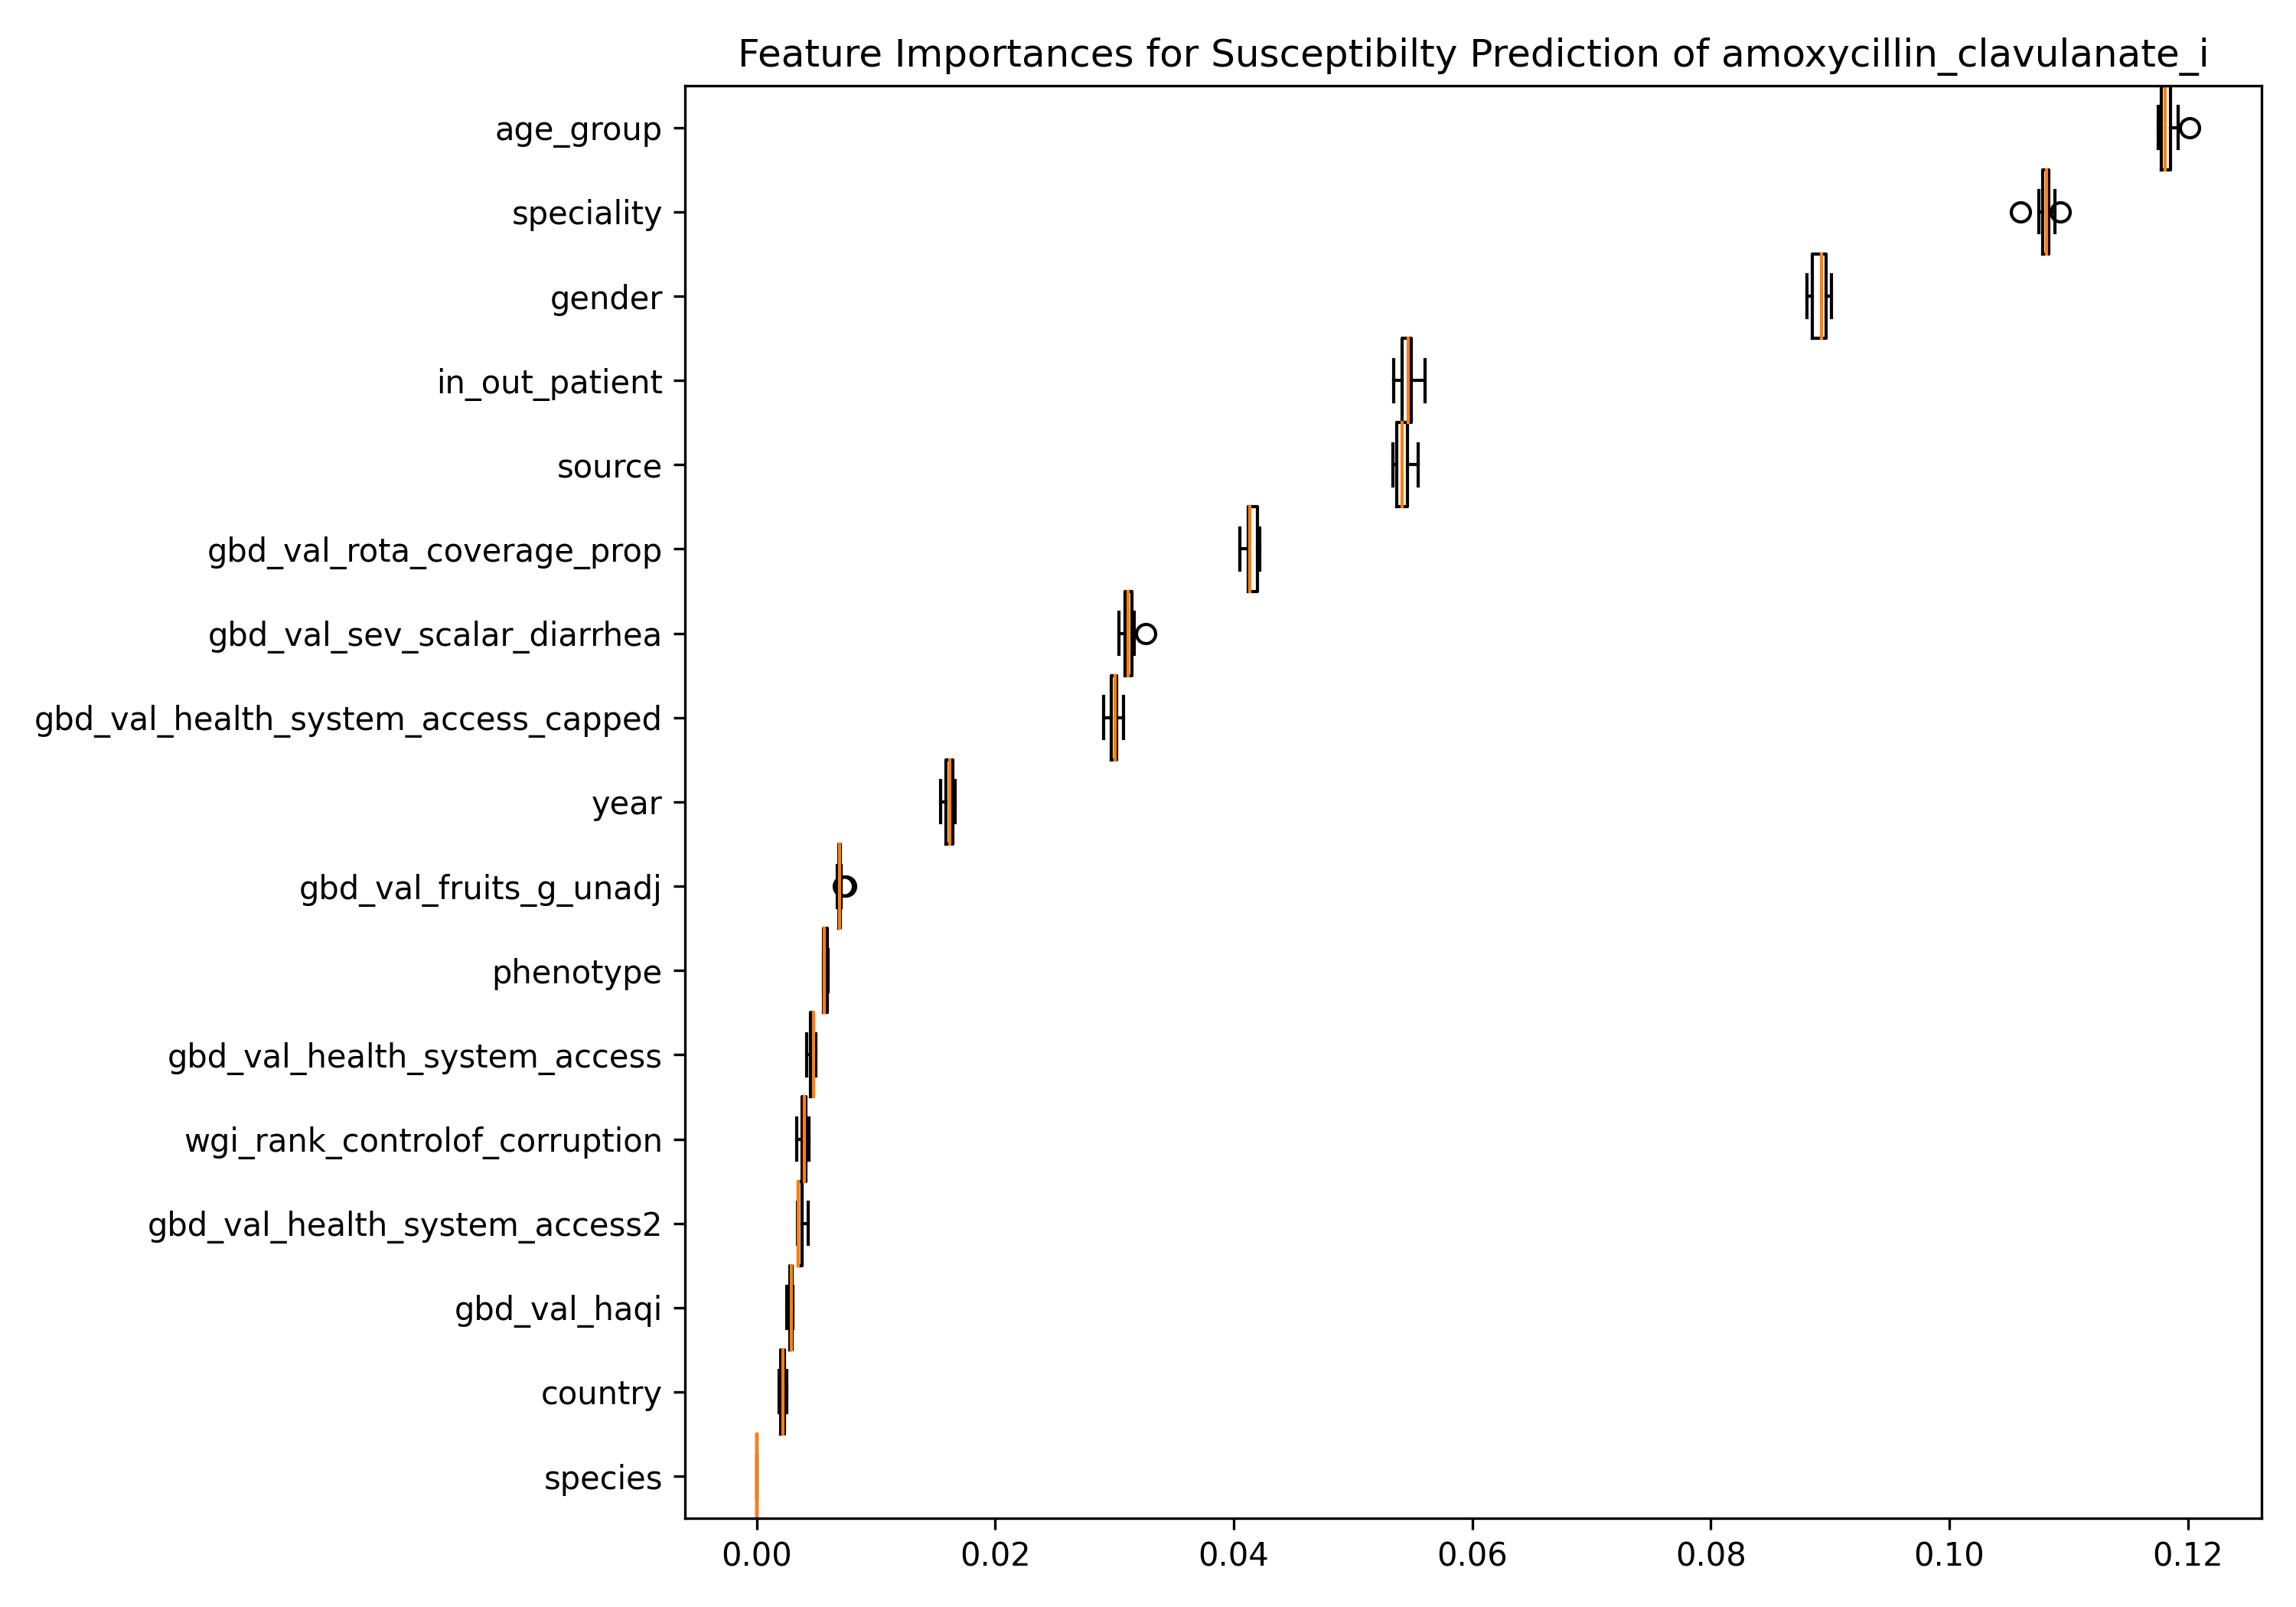 Feature Importances for Susceptibilty Prediction of amoxycillin_clavulanate_i
age_group
speciality
gender
in_out_patient
source
gbd_val_rota_coverage_prop
gbd_val_sev_scalar_diarrhea
gbd_val_health_system_access_capped
year
gbd_val_fruits_g_unadj
phenotype
gbd_val_health_system_access
wgi_rank_controlof_corruption
gbd_val_health_system_access2
gbd_val_haqi
country
species
0.00 0.02 0.04 0.06 0.08 0.10 0.12